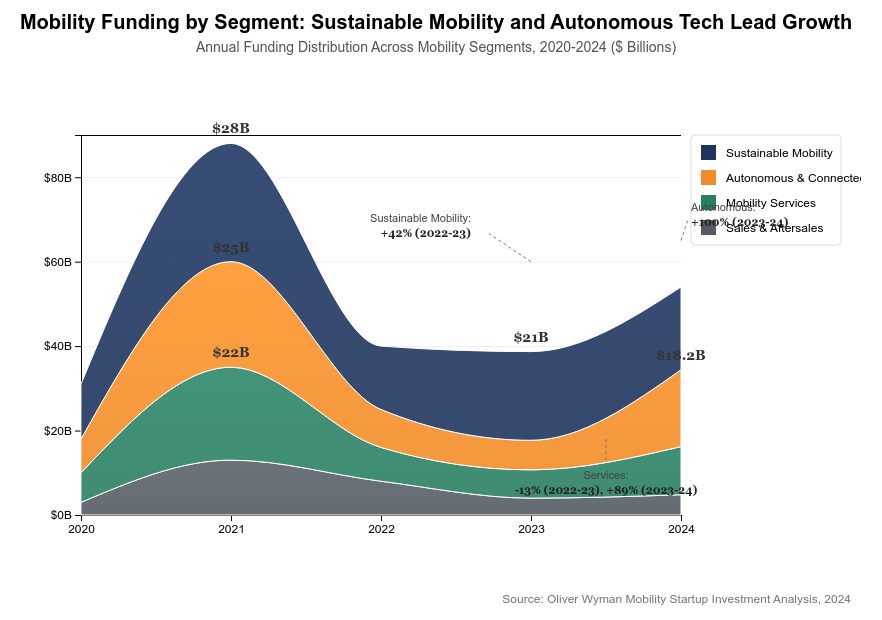 Mobility Funding by Segment: Sustainable Mobility and Autonomous Tech Lead Growth
Annual Funding Distribution Across Mobility Segments, 2020-2024 ($ Billions)
$28B
$25B
$22B
$21B
$18.2B
$80B
$60B
$40B
$20B
$0B
2020
2021
2022
2023
2024
Sustainable Mobility:
+42% (2022-23)
Autonomous:
+100% (2023-24)
Services:
-13% (2022-23), +89% (2023-24)
Sustainable Mobility
Autonomous & Connecte
Mobility Services
Sales & Aftersales
Source: Oliver Wyman Mobility Startup Investment Analysis, 2024